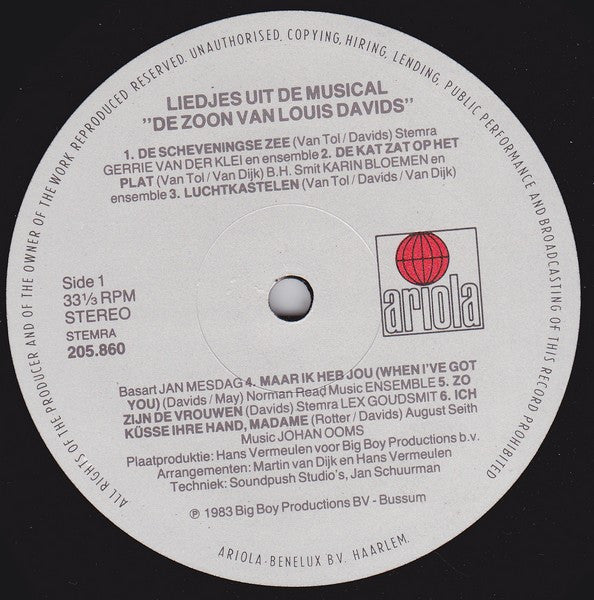 ALL RIGHTS OF THE PRODUCER AND OF THE OWNER OF THE WORK REPRODUCED RESERVED. UNAUTHORISED, COPYING, HIRING, LENDING, PUBLIC PERFORMANCE AND BROADCASTING OF THIS RECORD PROHIBITED
LIEDJES UIT DE MUSICAL
"DE ZOON VAN LOUIS DAVIDS"
1. DE SCHEVENINGSE ZEE (Van Tol / Davids) Stemra
GERRIE VAN DER KLEI en ensemble 2. DE KAT ZAT OP HET
PLAT (Van Tol / Van Dijk) B.H. Smit KARIN BLOEMEN en
ensemble 3. LUCHTKASTELEN (Van Tol / Davids / Van Dijk)
Side 1
33⅓ RPM
STEREO
STEMRA
205.860
ariola
Basart JAN MESDAG 4. MAAR IK HEB JOU (WHEN I'VE GOT
YOU) (Davids / May) Norman Read Music ENSEMBLE 5. ZO
ZIJN DE VROUWEN (Davids) Stemra LEX GOUDSMIT 6. ICH
KÜSSE IHRE HAND, MADAME (Rotter / Davids) August Seith
Music JOHAN OOMS
Plaatproduktie: Hans Vermeulen voor Big Boy Productions b.v.
Arrangementen: Martin van Dijk en Hans Vermeulen
Techniek: Soundpush Studio's, Jan Schuurman
℗ 1983 Big Boy Productions BV - Bussum
ARIOLA-BENELUX B.V. HAARLEM.